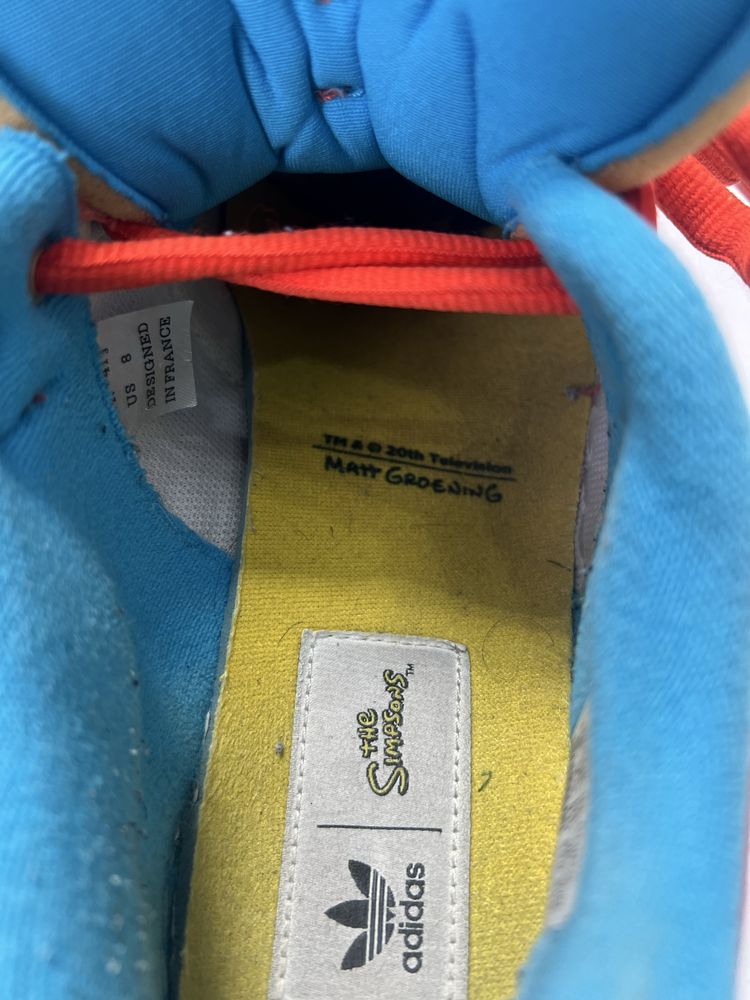 US 8
DESIGNED
IN FRANCE
TM & © 20th Television
MATT GROENING
THE
SIMPSONS™
adidas